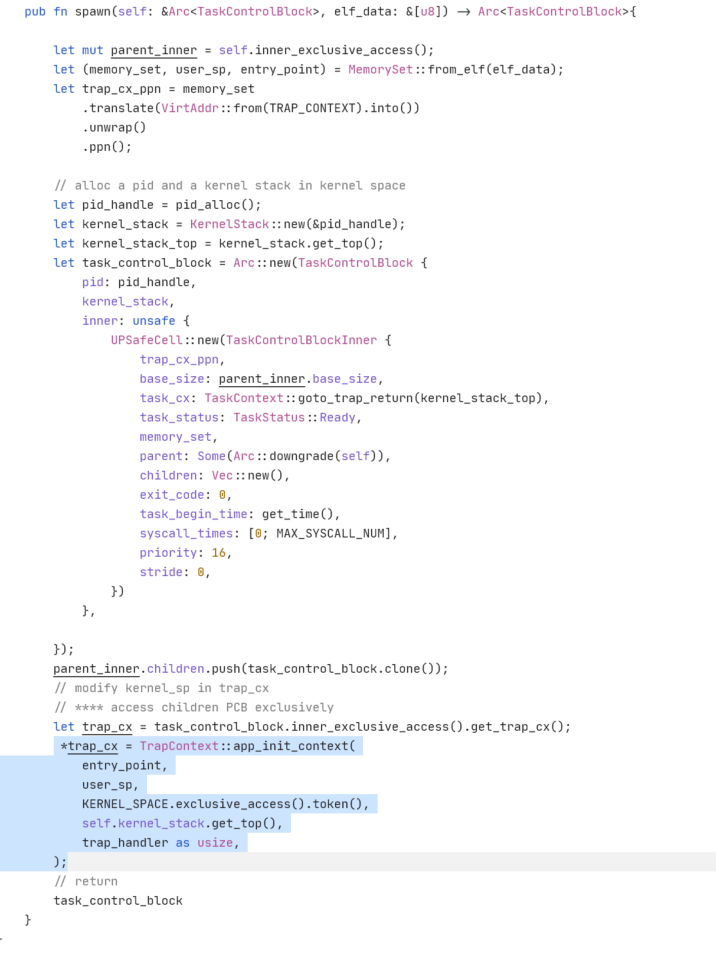 pub fn spawn(self: &Arc<TaskControlBlock>, elf_data: &[u8]) -> Arc<TaskControlBlock>{
    let mut parent_inner = self.inner_exclusive_access();
    let (memory_set, user_sp, entry_point) = MemorySet::from_elf(elf_data);
    let trap_cx_ppn = memory_set
        .translate(VirtAddr::from(TRAP_CONTEXT).into())
        .unwrap()
        .ppn();
    // alloc a pid and a kernel stack in kernel space
    let pid_handle = pid_alloc();
    let kernel_stack = KernelStack::new(&pid_handle);
    let kernel_stack_top = kernel_stack.get_top();
    let task_control_block = Arc::new(TaskControlBlock {
        pid: pid_handle,
        kernel_stack,
        inner: unsafe {
            UPSafeCell::new(TaskControlBlockInner {
                trap_cx_ppn,
                base_size: parent_inner.base_size,
                task_cx: TaskContext::goto_trap_return(kernel_stack_top),
                task_status: TaskStatus::Ready,
                memory_set,
                parent: Some(Arc::downgrade(self)),
                children: Vec::new(),
                exit_code: 0,
                task_begin_time: get_time(),
                syscall_times: [0; MAX_SYSCALL_NUM],
                priority: 16,
                stride: 0,
            })
        },
    });
    parent_inner.children.push(task_control_block.clone());
    // modify kernel_sp in trap_cx
    // **** access children PCB exclusively
    let trap_cx = task_control_block.inner_exclusive_access().get_trap_cx();
     *trap_cx = TrapContext::app_init_context(
        entry_point,
        user_sp,
        KERNEL_SPACE.exclusive_access().token(),
        self.kernel_stack.get_top(),
        trap_handler as usize,
    );
    // return
    task_control_block
}